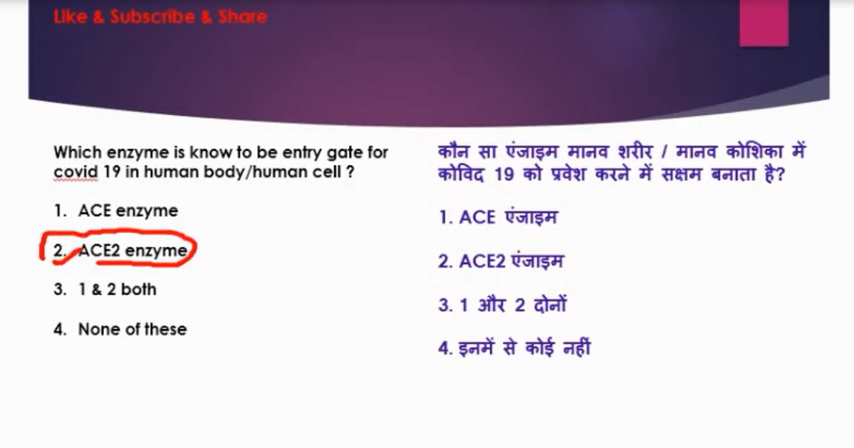 Like & Subscribe & Share
Which enzyme is know to be entry gate for
covid 19 in human body/human cell ?
1. ACE enzyme
2. ACE2 enzyme
3. 1 & 2 both
4. None of these
कौन सा एंजाइम मानव शरीर / मानव कोशिका में
कोविद 19 को प्रवेश करने में सक्षम बनाता है?
1. ACE एंजाइम
2. ACE2 एंजाइम
3. 1 और 2 दोनों
4. इनमें से कोई नहीं